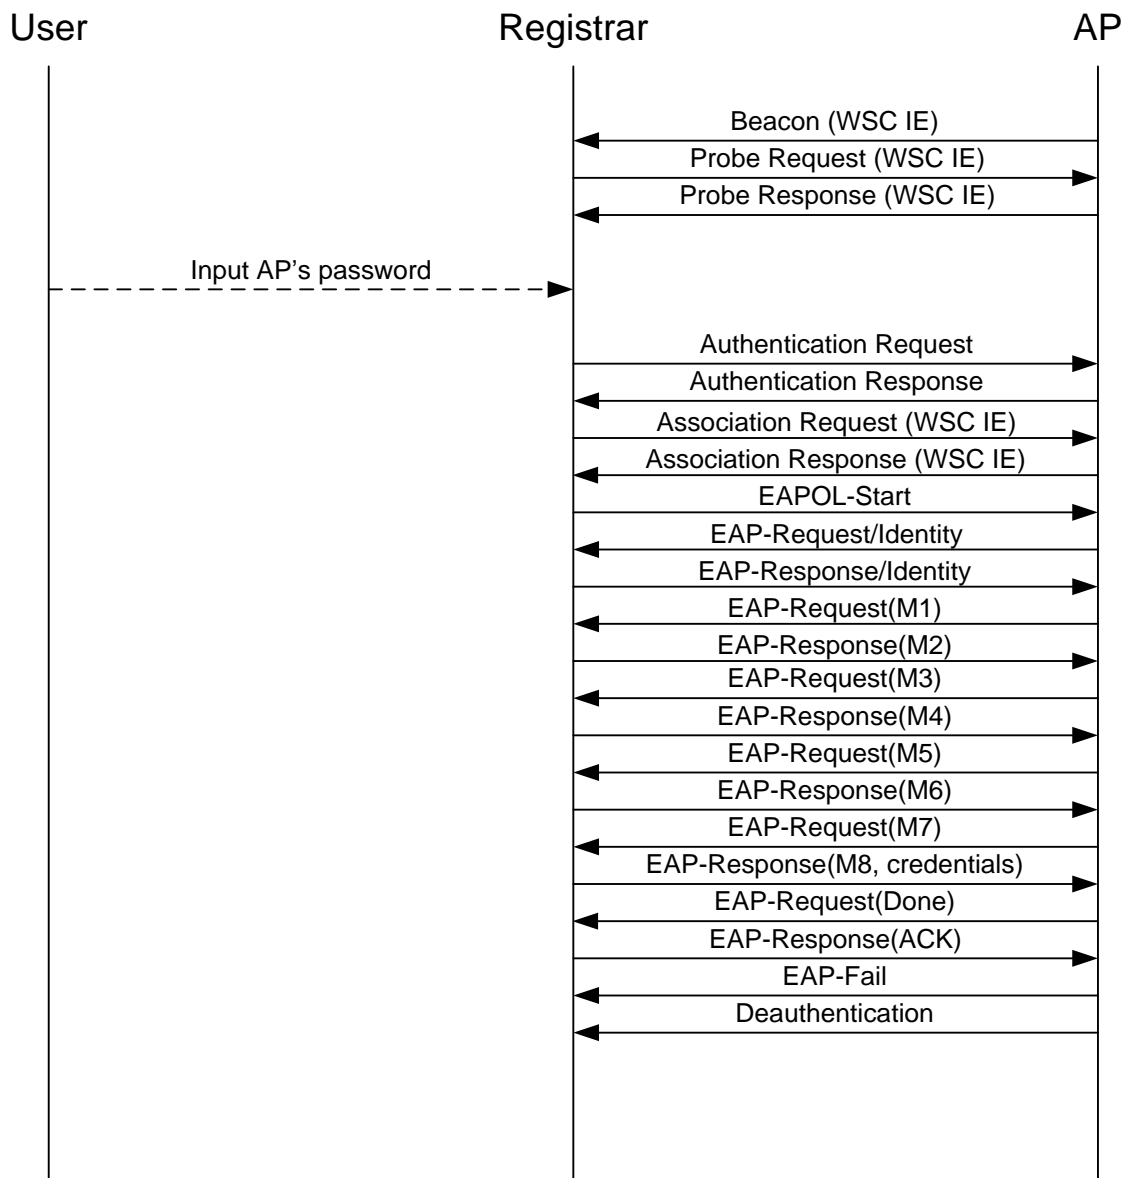 User
Registrar
AP
Beacon (WSC IE)
Probe Request (WSC IE)
Probe Response (WSC IE)
Input AP’s password
Authentication Request
Authentication Response
Association Request (WSC IE)
Association Response (WSC IE)
EAPOL-Start
EAP-Request/Identity
EAP-Response/Identity
EAP-Request(M1)
EAP-Response(M2)
EAP-Request(M3)
EAP-Response(M4)
EAP-Request(M5)
EAP-Response(M6)
EAP-Request(M7)
EAP-Response(M8, credentials)
EAP-Request(Done)
EAP-Response(ACK)
EAP-Fail
Deauthentication